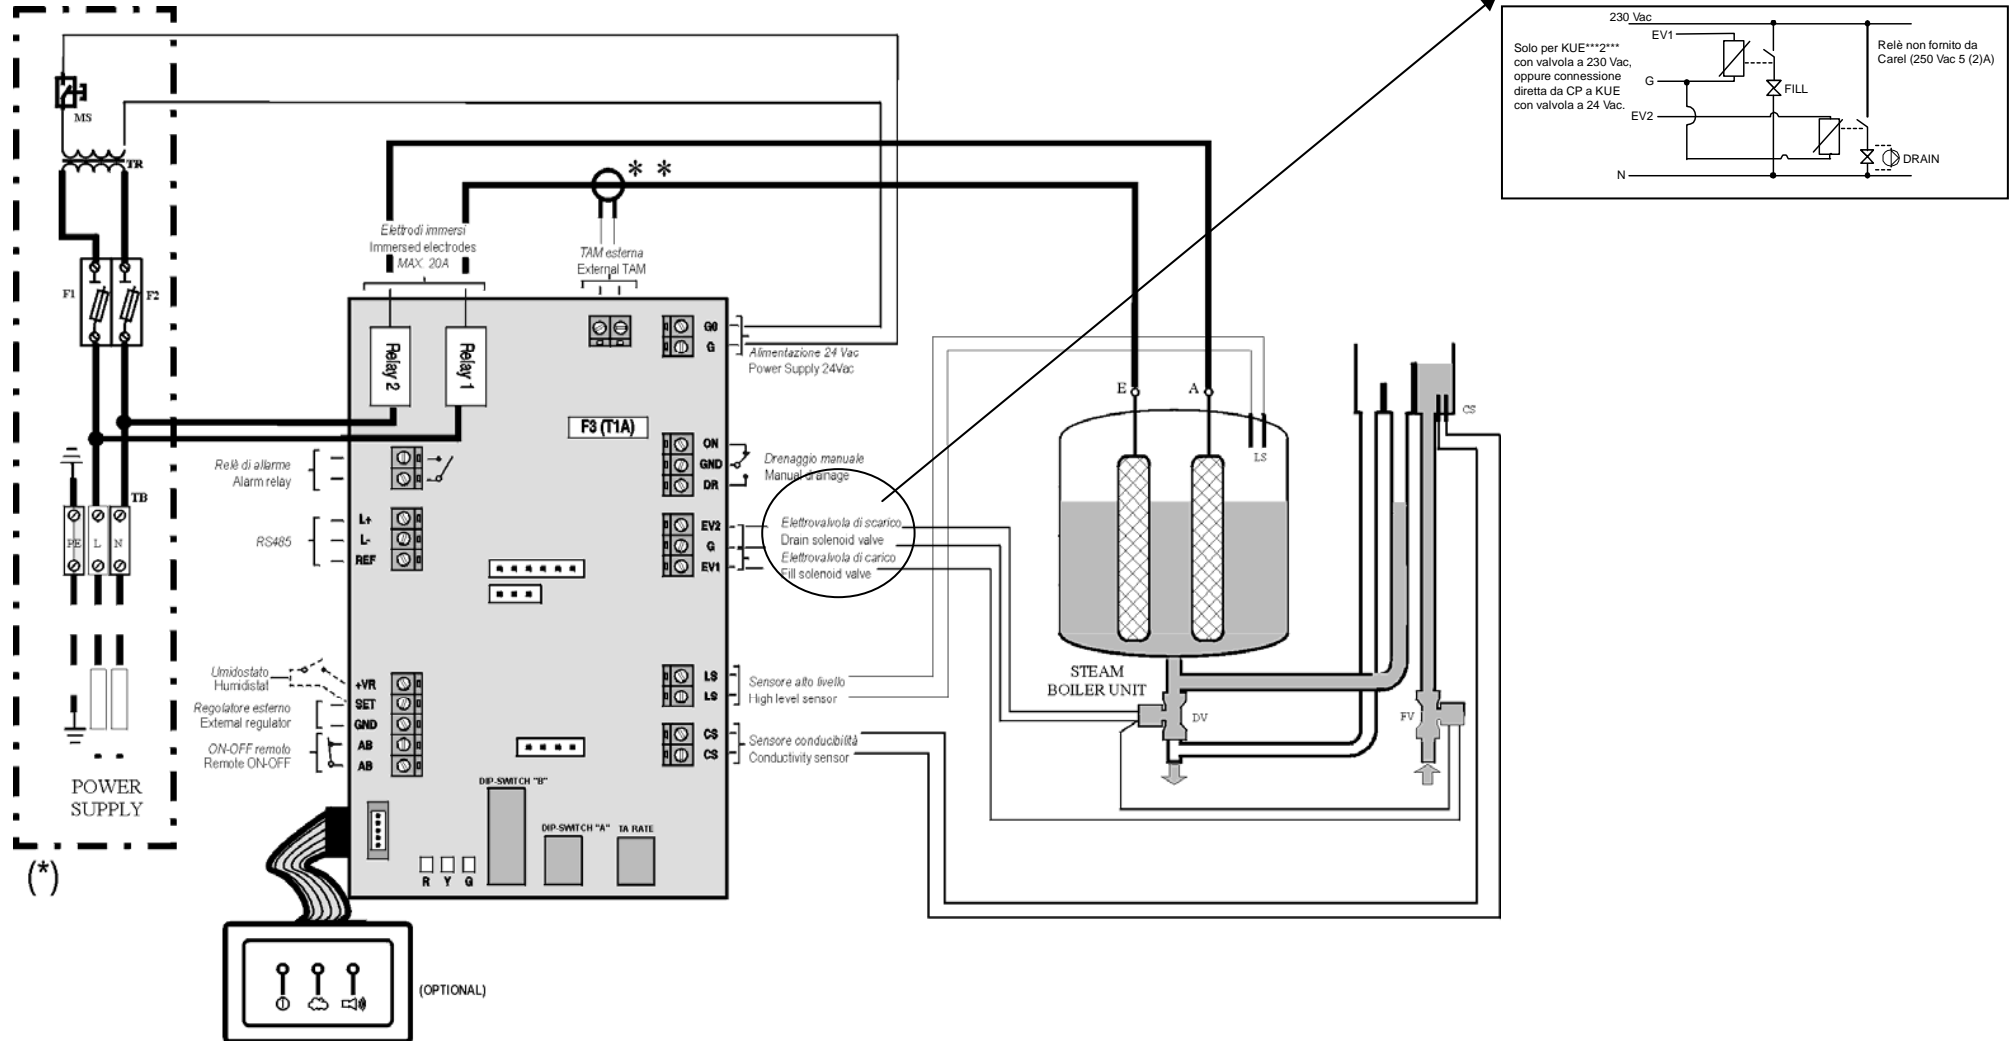 230 Vac
EV1
Solo per KUE***2***
con valvola a 230 Vac,
oppure connessione
diretta da CP a KUE
con valvola a 24 Vac.
G
EV2
N
FILL
DRAIN
Relè non fornito da
Carel (250 Vac 5 (2)A)
MS
TR
F1
F2
* *
Elettrodi immersi
Immersed electrodes
MAX. 20A
TAM esterna
External TAM
Relay 2
Relay 1
G0
G
Alimentazione 24 Vac
Power Supply 24Vac
F3 (T1A)
ON
GND
DR
Drenaggio manuale
Manual drainage
Relè di allarme
Alarm relay
TB
PE
L
N
L+
L-
REF
RS485
EV2
G
EV1
Elettrovalvola di scarico
Drain solenoid valve
Elettrovalvola di carico
Fill solenoid valve
E
A
LS
CS
STEAM
BOILER UNIT
DV
FV
Umidostato
Humidistat
Regolatore esterno
External regulator
ON-OFF remoto
Remote ON-OFF
+VR
SET
GND
AB
AB
LS
LS
Sensore alto livello
High level sensor
CS
CS
Sensore conducibilità
Conductivity sensor
POWER
SUPPLY
(*)
DIP-SWITCH "B"
DIP-SWITCH "A"
TA RATE
R Y G
(OPTIONAL)